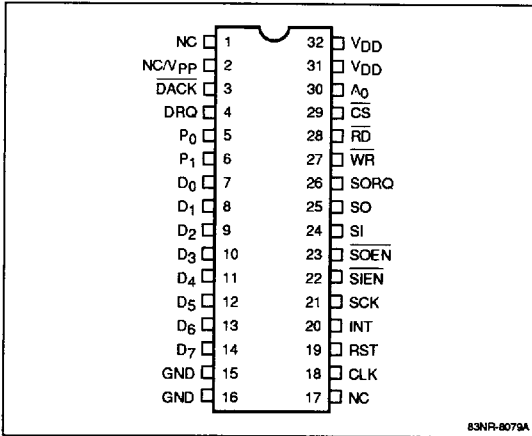 NC 1 32 VDD
NC/VPP 2 31 VDD
DACK 3 30 A0
DRQ 4 29 CS
P0 5 28 RD
P1 6 27 WR
D0 7 26 SORQ
D1 8 25 SO
D2 9 24 SI
D3 10 23 SOEN
D4 11 22 SIEN
D5 12 21 SCK
D6 13 20 INT
D7 14 19 RST
GND 15 18 CLK
GND 16 17 NC
83NR-8079A